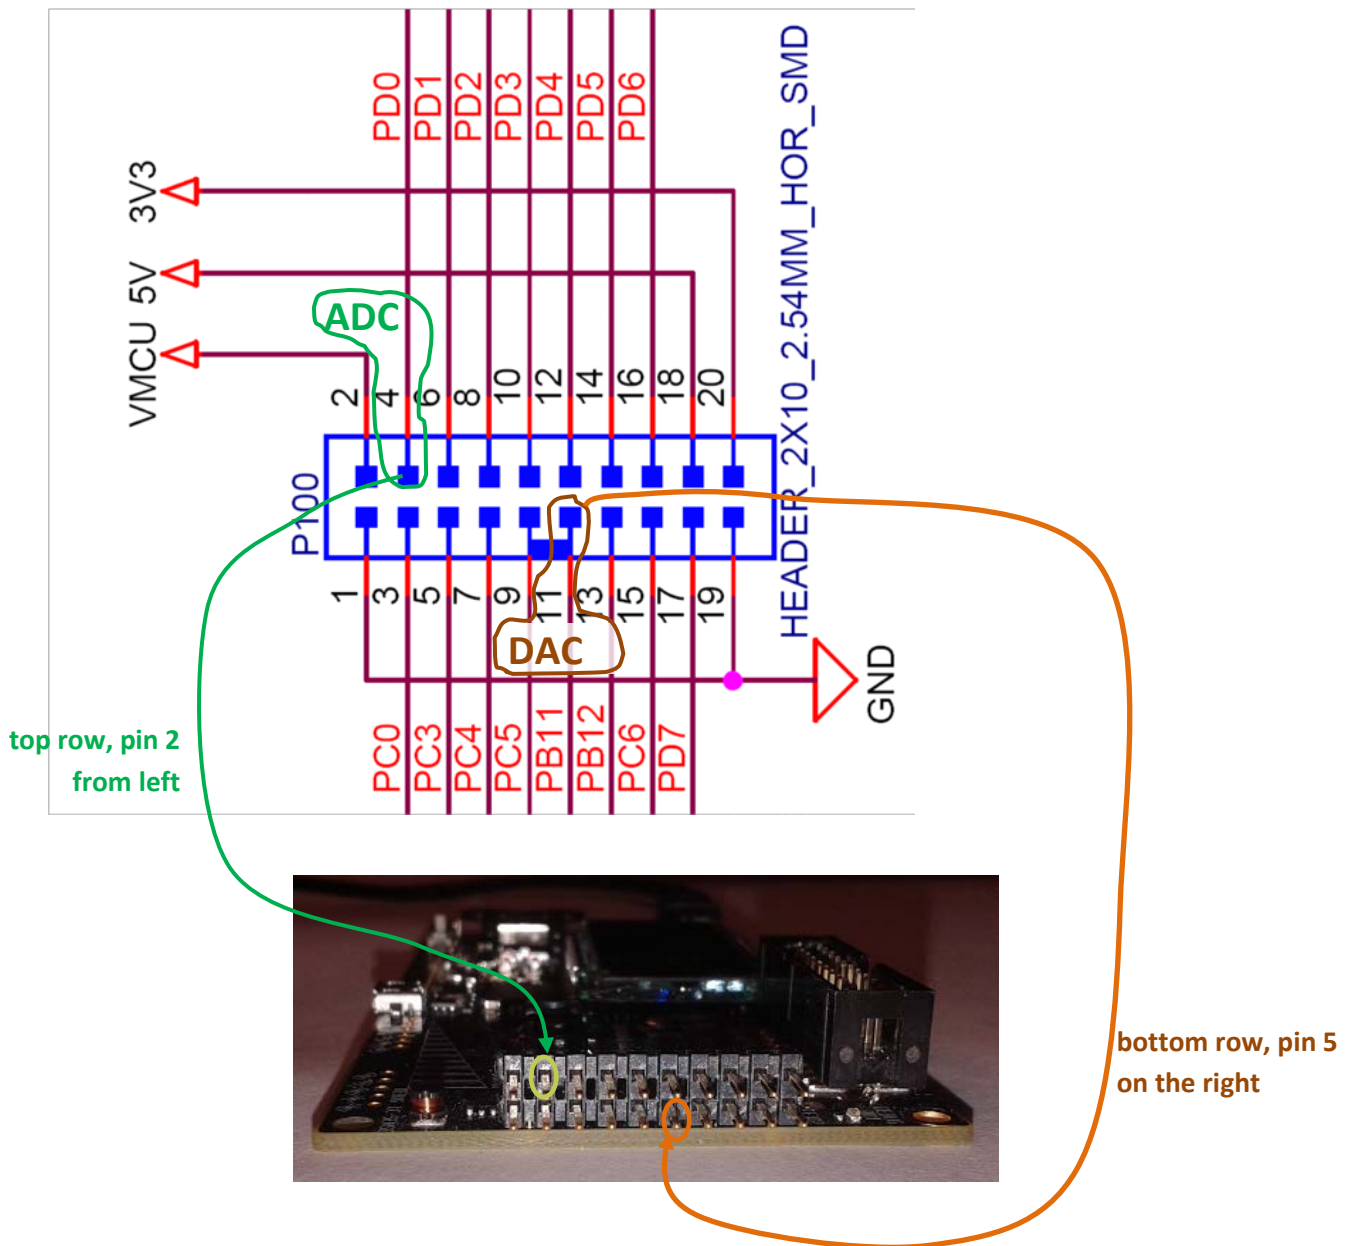 PD0
PD1
PD2
PD3
PD4
PD5
PD6
HEADER_2X10_2.54MM_HOR_SMD
3V3
5V
VMCU
ADC
2
4
6
8
10
12
14
16
18
20
P100
1
3
5
7
9
11
13
15
17
19
DAC
GND
PC0
PC3
PC4
PC5
PB11
PB12
PC6
PD7
top row, pin 2
from left
bottom row, pin 5
on the right